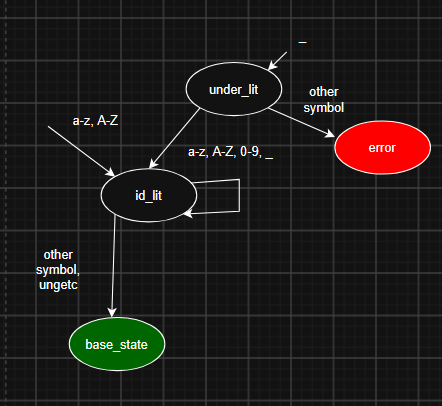 _
under_lit
other
symbol
a-z, A-Z
a-z, A-Z, 0-9, _
error
id_lit
other
symbol,
ungetc
base_state